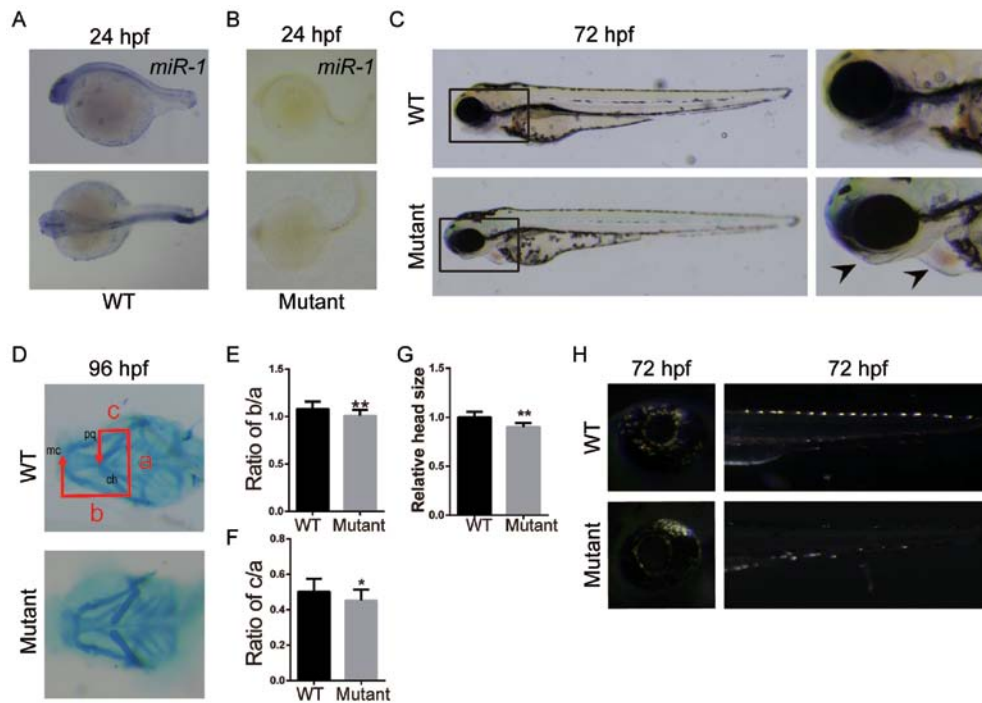 A
24 hpf
miR-1
WT
B
24 hpf
miR-1
Mutant
C
72 hpf
WT
Mutant
D
96 hpf
WT
mc
pq
ch
c
a
b
Mutant
E
Ratio of b/a
1.5
1.0
0.5
0.0
**
WT Mutant
F
Ratio of c/a
0.8
0.6
0.4
0.2
0.0
*
WT Mutant
G
Relative head size
1.5
1.0
0.5
0.0
**
WT Mutant
H
72 hpf
72 hpf
WT
Mutant